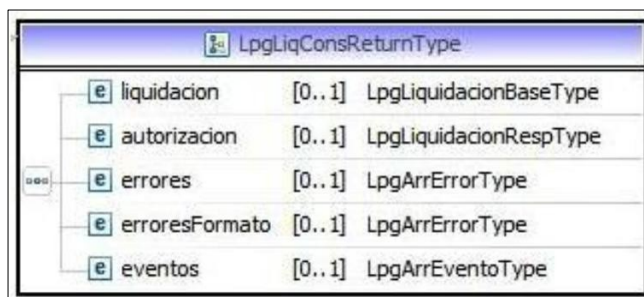 LpgLiqConsReturnType
e liquidacion [0..1] LpgLiquidacionBaseType
e autorizacion [0..1] LpgLiquidacionRespType
e errores [0..1] LpgArrErrorType
e erroresFormato [0..1] LpgArrErrorType
e eventos [0..1] LpgArrEventoType